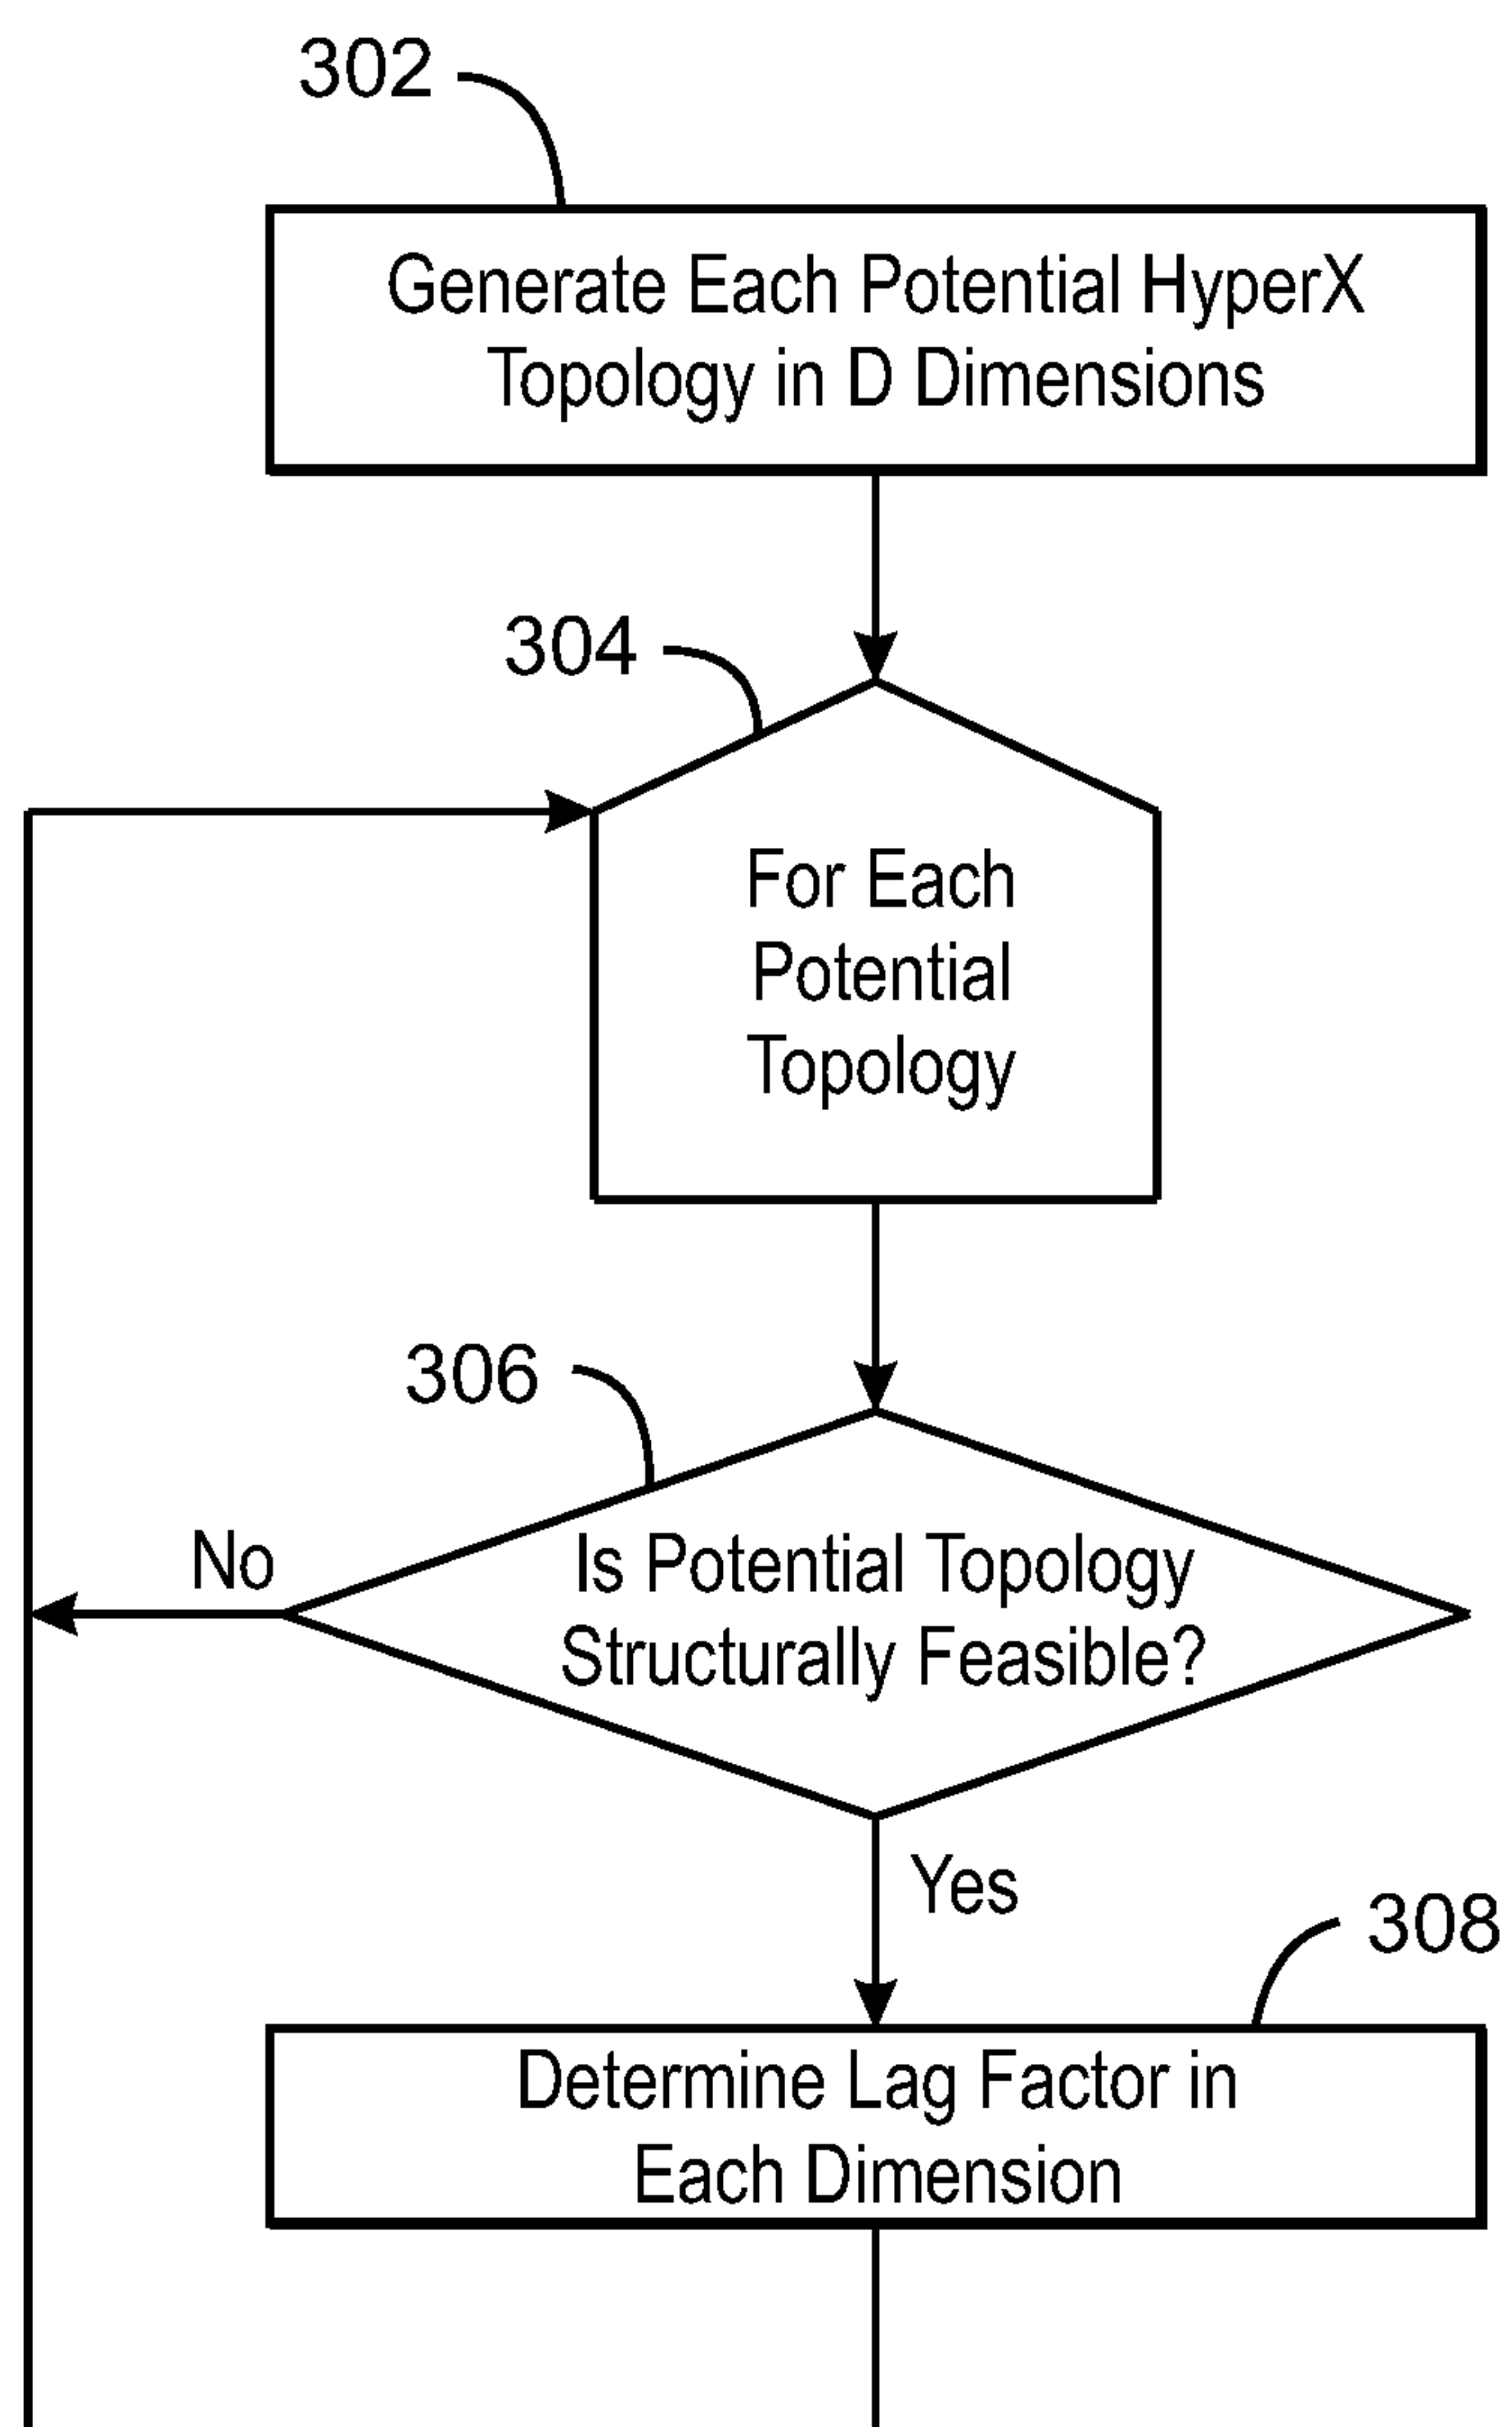 302
Generate Each Potential HyperX
Topology in D Dimensions
304
For Each
Potential
Topology
306
No
Is Potential Topology
Structurally Feasible?
Yes
308
Determine Lag Factor in
Each Dimension